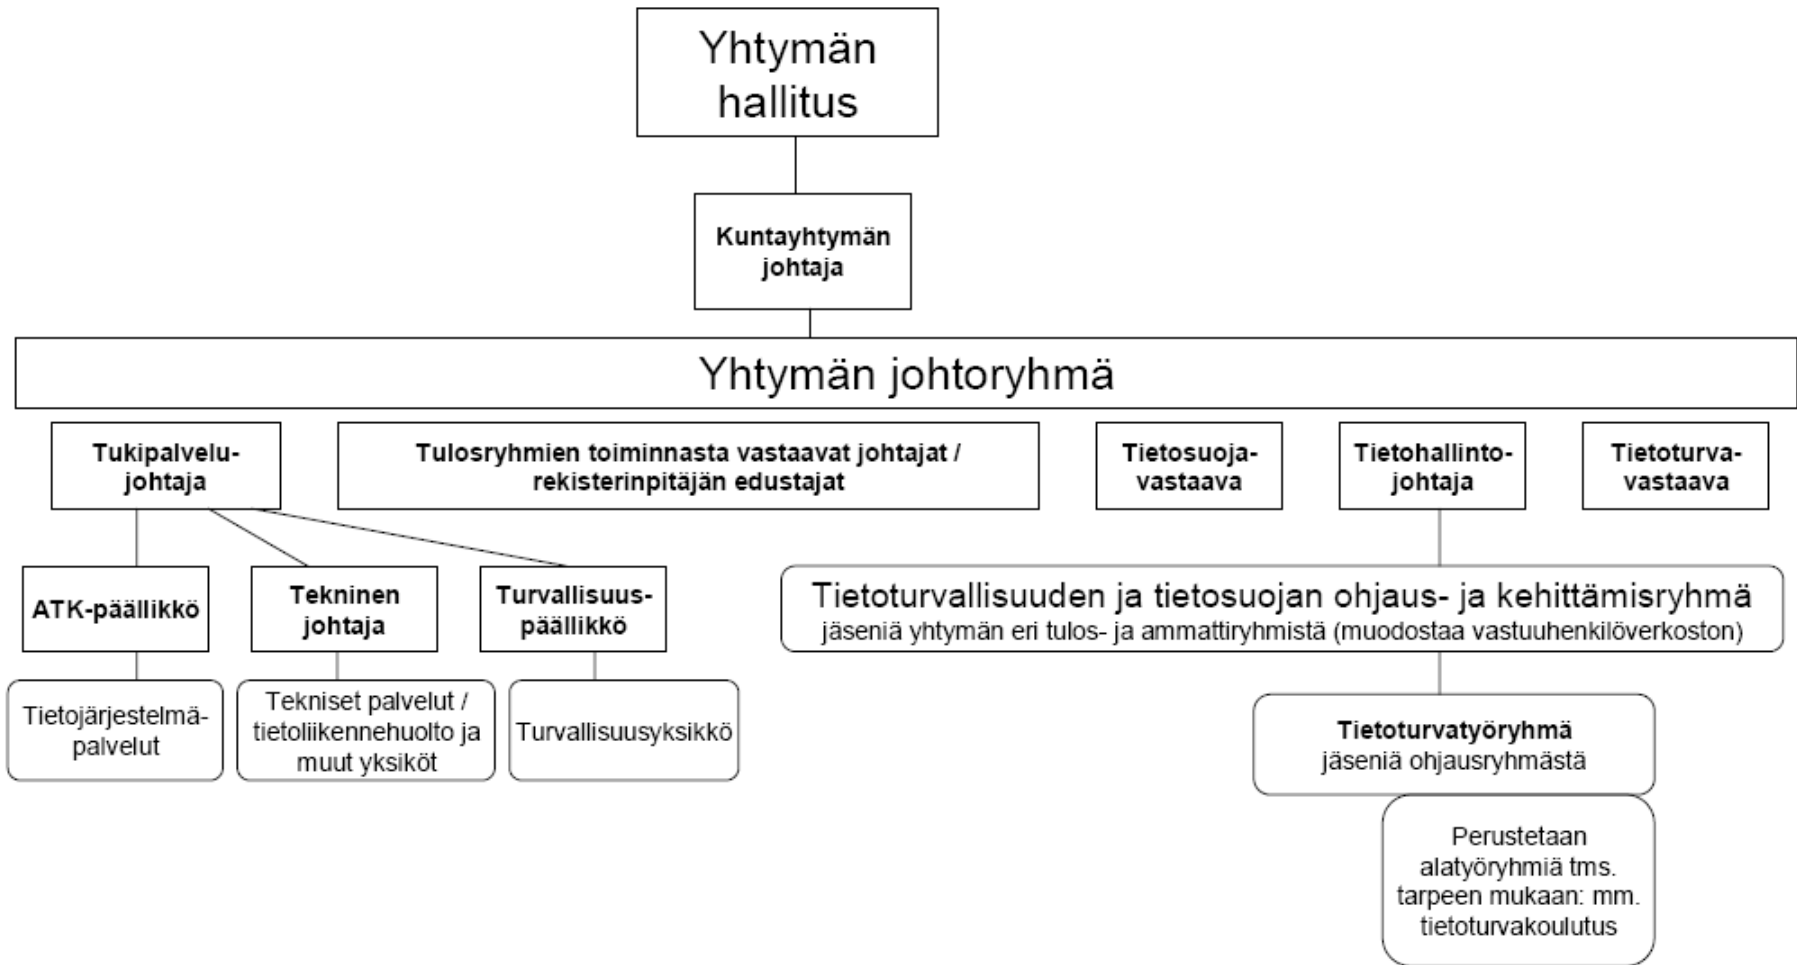 Yhtymän
hallitus
Kuntayhtymän
johtaja
Yhtymän johtoryhmä
Tukipalvelu-
johtaja
Tulosryhmien toiminnasta vastaavat johtajat /
rekisterinpitäjän edustajat
Tietosuoja-
vastaava
Tietohallinto-
johtaja
Tietoturva-
vastaava
ATK-päällikkö
Tekninen
johtaja
Turvallisuus-
päällikkö
Tietoturvallisuuden ja tietosuojan ohjaus- ja kehittämisryhmä
jäseniä yhtymän eri tulos- ja ammattiryhmistä (muodostaa vastuuhenkilöverkoston)
Tietojärjestelmä-
palvelut
Tekniset palvelut /
tietoliikennehuolto ja
muut yksiköt
Turvallisuusyksikkö
Tietoturvatyöryhmä
jäseniä ohjausryhmästä
Perustetaan
alatyöryhmiä tms.
tarpeen mukaan: mm.
tietoturvakoulutus